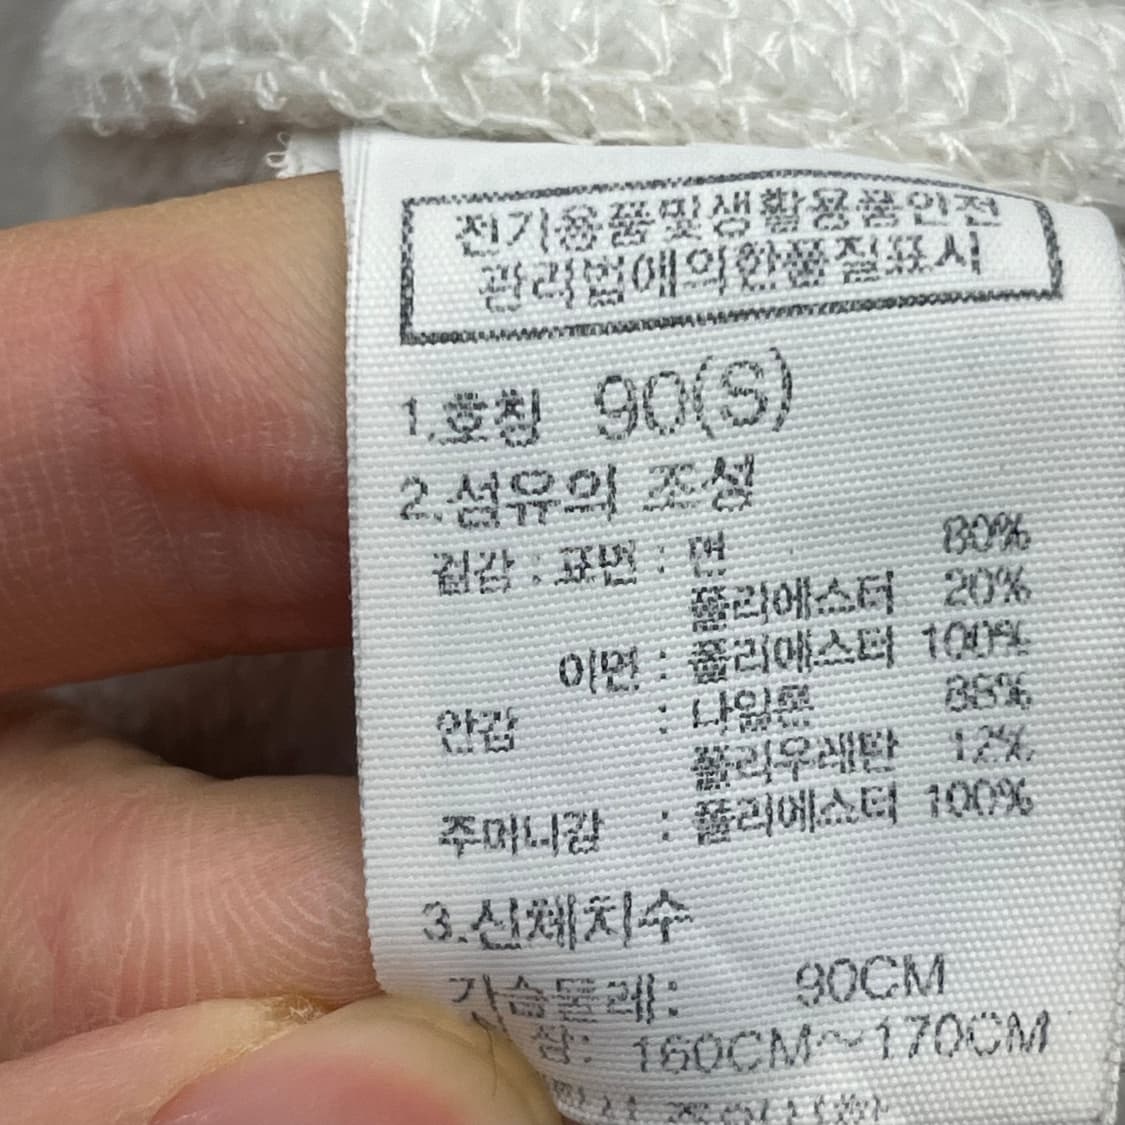 전기용품및생활용품안전
관리법에의한품질표시
1.호칭 90(S)
2.섬유의 조성
겉감 : 표면 : 면 80%
폴리에스터 20%
이면 : 폴리에스터 100%
안감 : 나일론 88%
폴리우레탄 12%
주머니감 : 폴리에스터 100%
3.신체치수
가슴둘레: 90CM
장: 160CM~170CM